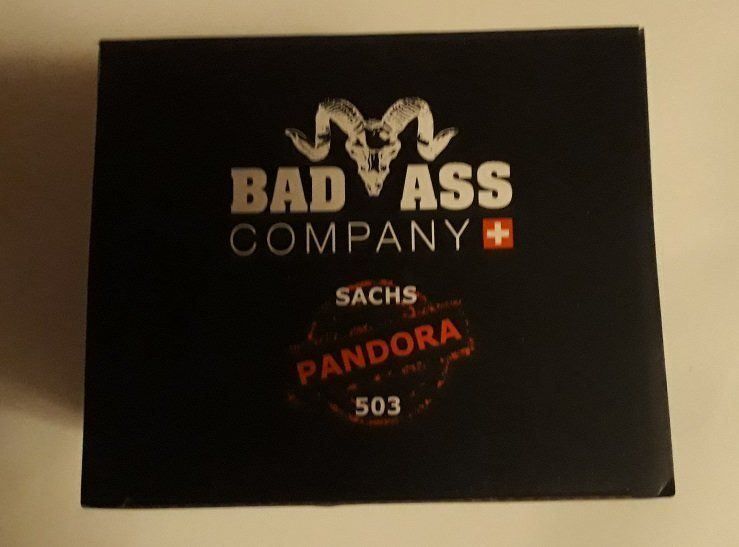 BAD ASS
COMPANY
SACHS
PANDORA
503